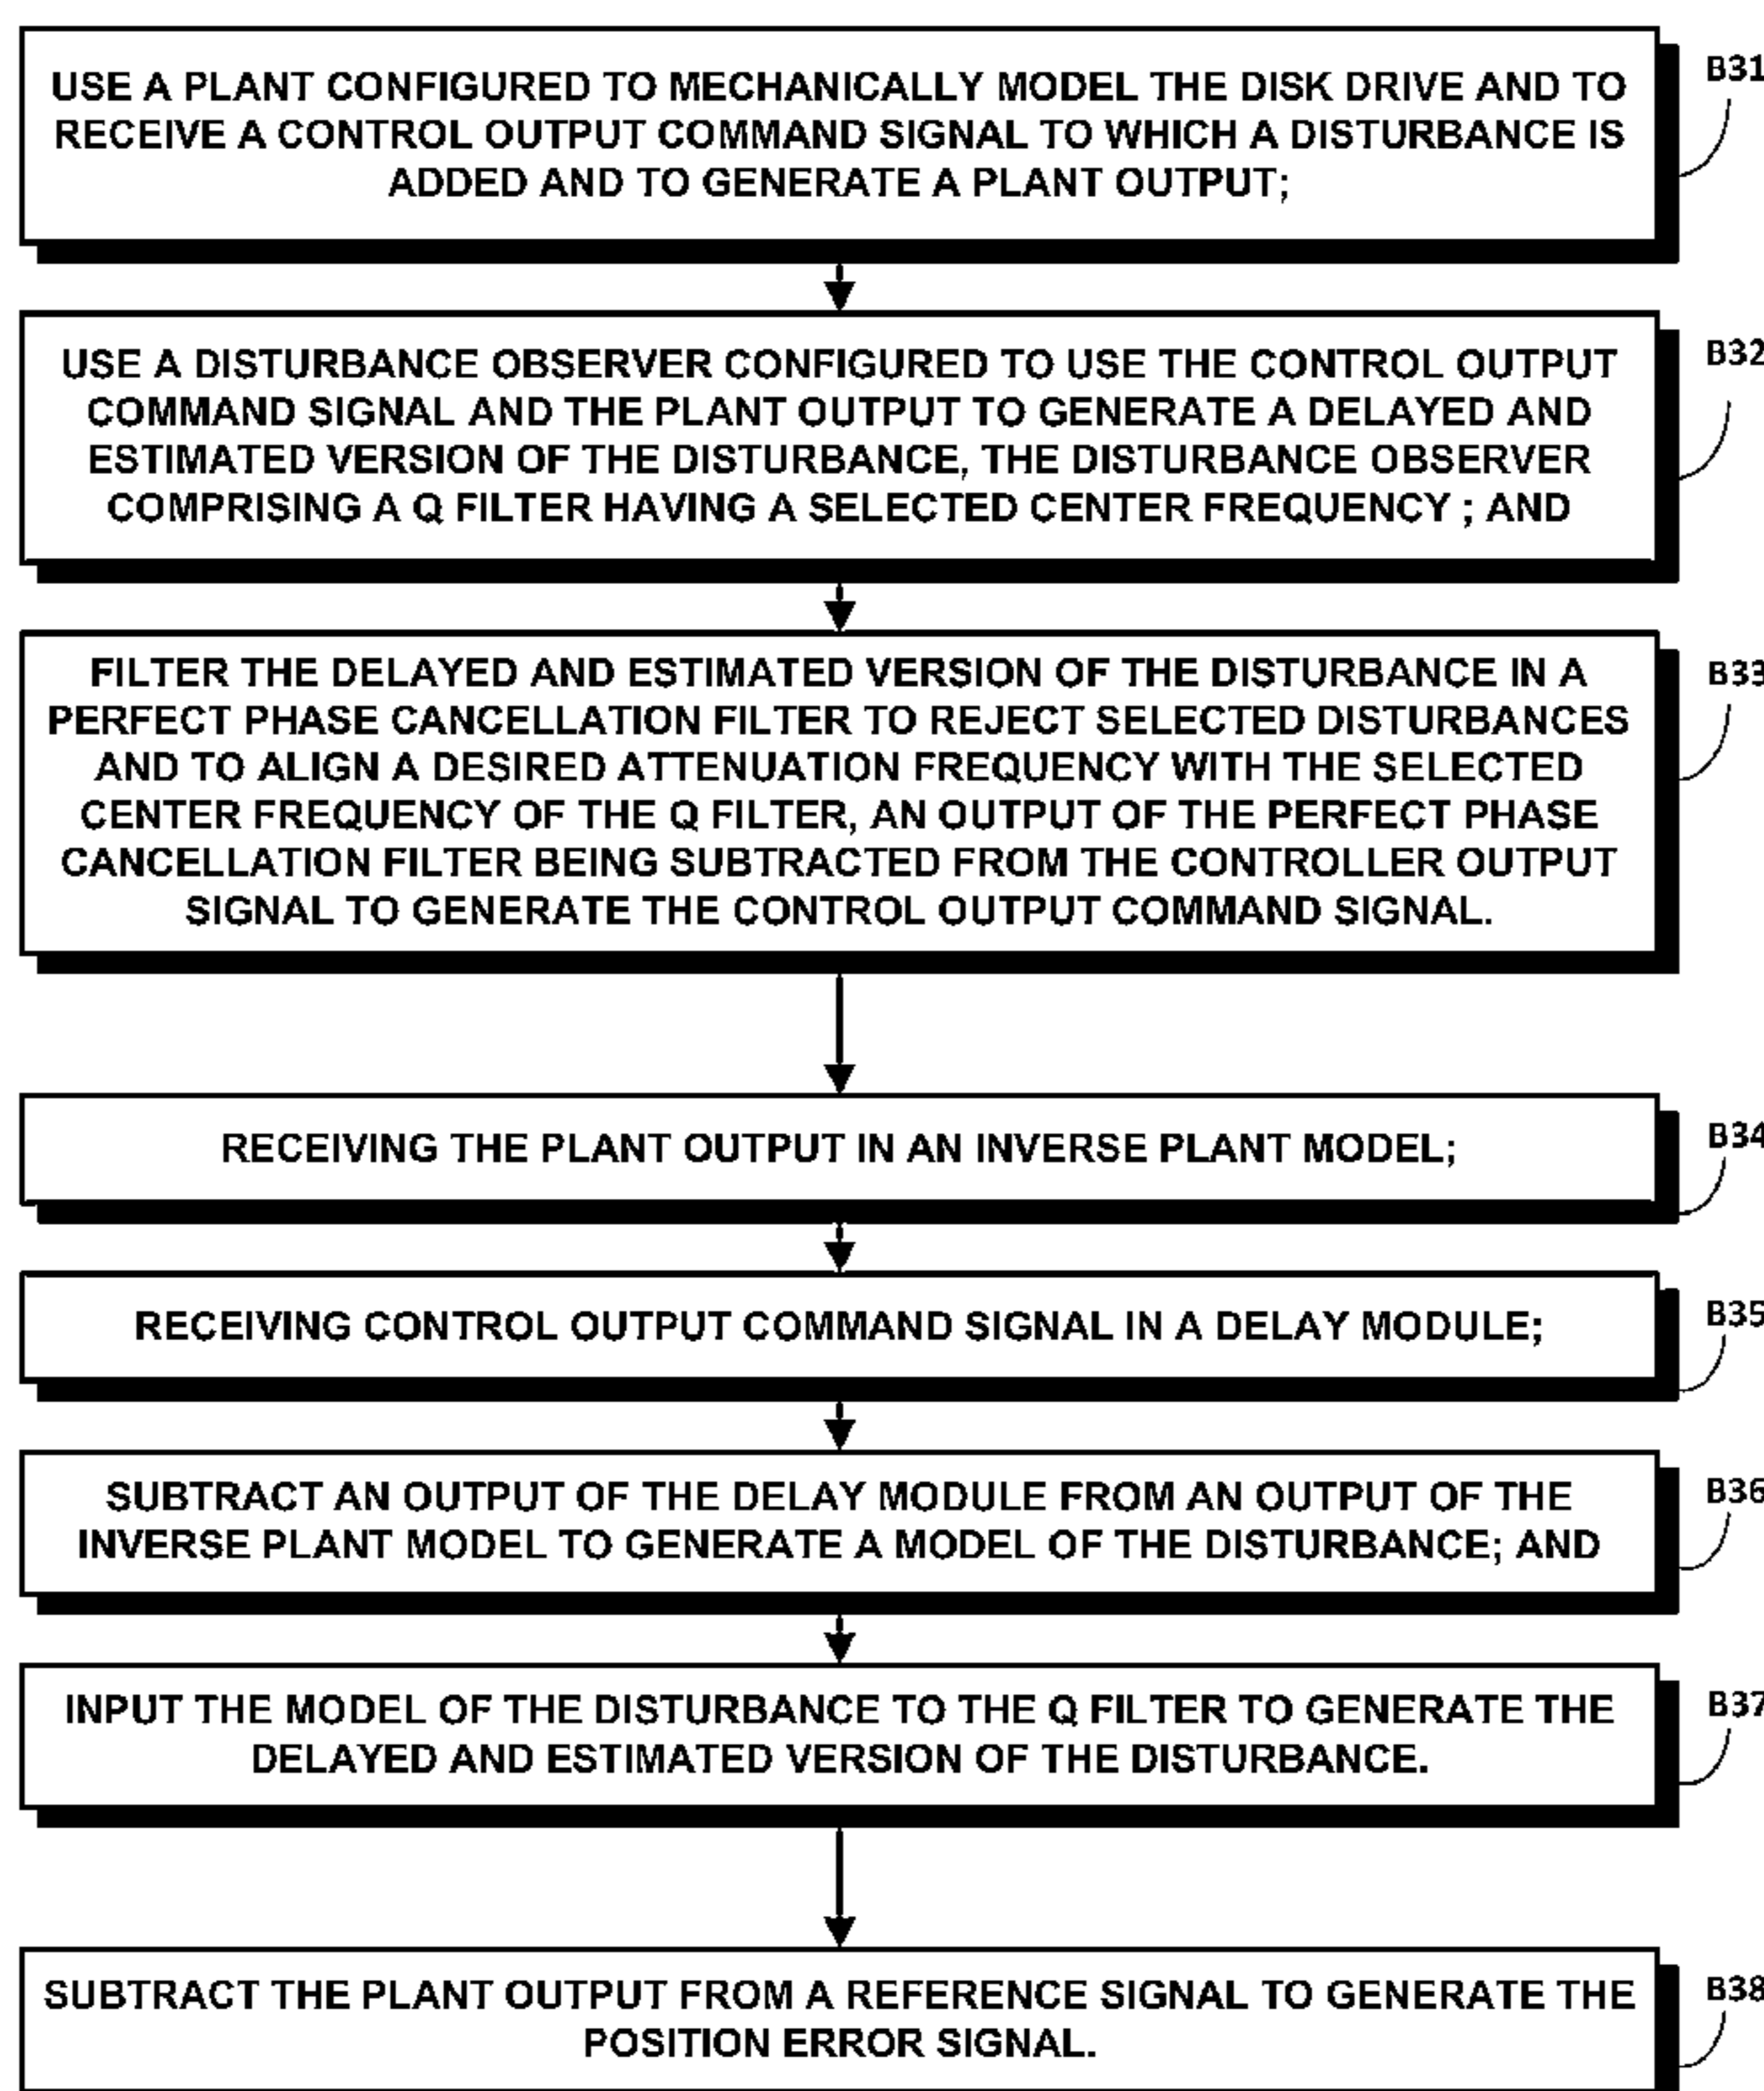 USE A PLANT CONFIGURED TO MECHANICALLY MODEL THE DISK DRIVE AND TO
RECEIVE A CONTROL OUTPUT COMMAND SIGNAL TO WHICH A DISTURBANCE IS
ADDED AND TO GENERATE A PLANT OUTPUT;
B31
USE A DISTURBANCE OBSERVER CONFIGURED TO USE THE CONTROL OUTPUT
COMMAND SIGNAL AND THE PLANT OUTPUT TO GENERATE A DELAYED AND
ESTIMATED VERSION OF THE DISTURBANCE, THE DISTURBANCE OBSERVER
COMPRISING A Q FILTER HAVING A SELECTED CENTER FREQUENCY ; AND
B32
FILTER THE DELAYED AND ESTIMATED VERSION OF THE DISTURBANCE IN A
PERFECT PHASE CANCELLATION FILTER TO REJECT SELECTED DISTURBANCES
AND TO ALIGN A DESIRED ATTENUATION FREQUENCY WITH THE SELECTED
CENTER FREQUENCY OF THE Q FILTER, AN OUTPUT OF THE PERFECT PHASE
CANCELLATION FILTER BEING SUBTRACTED FROM THE CONTROLLER OUTPUT
SIGNAL TO GENERATE THE CONTROL OUTPUT COMMAND SIGNAL.
B33
RECEIVING THE PLANT OUTPUT IN AN INVERSE PLANT MODEL;
B34
RECEIVING CONTROL OUTPUT COMMAND SIGNAL IN A DELAY MODULE;
B35
SUBTRACT AN OUTPUT OF THE DELAY MODULE FROM AN OUTPUT OF THE
INVERSE PLANT MODEL TO GENERATE A MODEL OF THE DISTURBANCE; AND
B36
INPUT THE MODEL OF THE DISTURBANCE TO THE Q FILTER TO GENERATE THE
DELAYED AND ESTIMATED VERSION OF THE DISTURBANCE.
B37
SUBTRACT THE PLANT OUTPUT FROM A REFERENCE SIGNAL TO GENERATE THE
POSITION ERROR SIGNAL.
B38